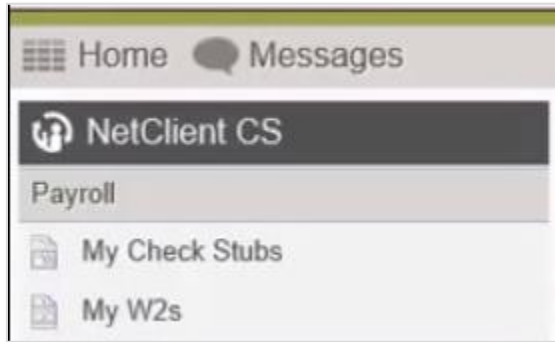 Home Messages
NetClient CS
Payroll
My Check Stubs
My W2s